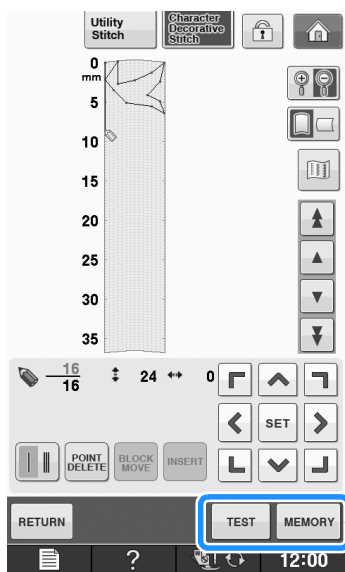 Utility
Stitch
Character
Decorative
Stitch
0
mm
5
10
15
20
25
30
35
16
16
24
0
SET
POINT
DELETE
BLOCK
MOVE
INSERT
RETURN
TEST
MEMORY
?
12:00